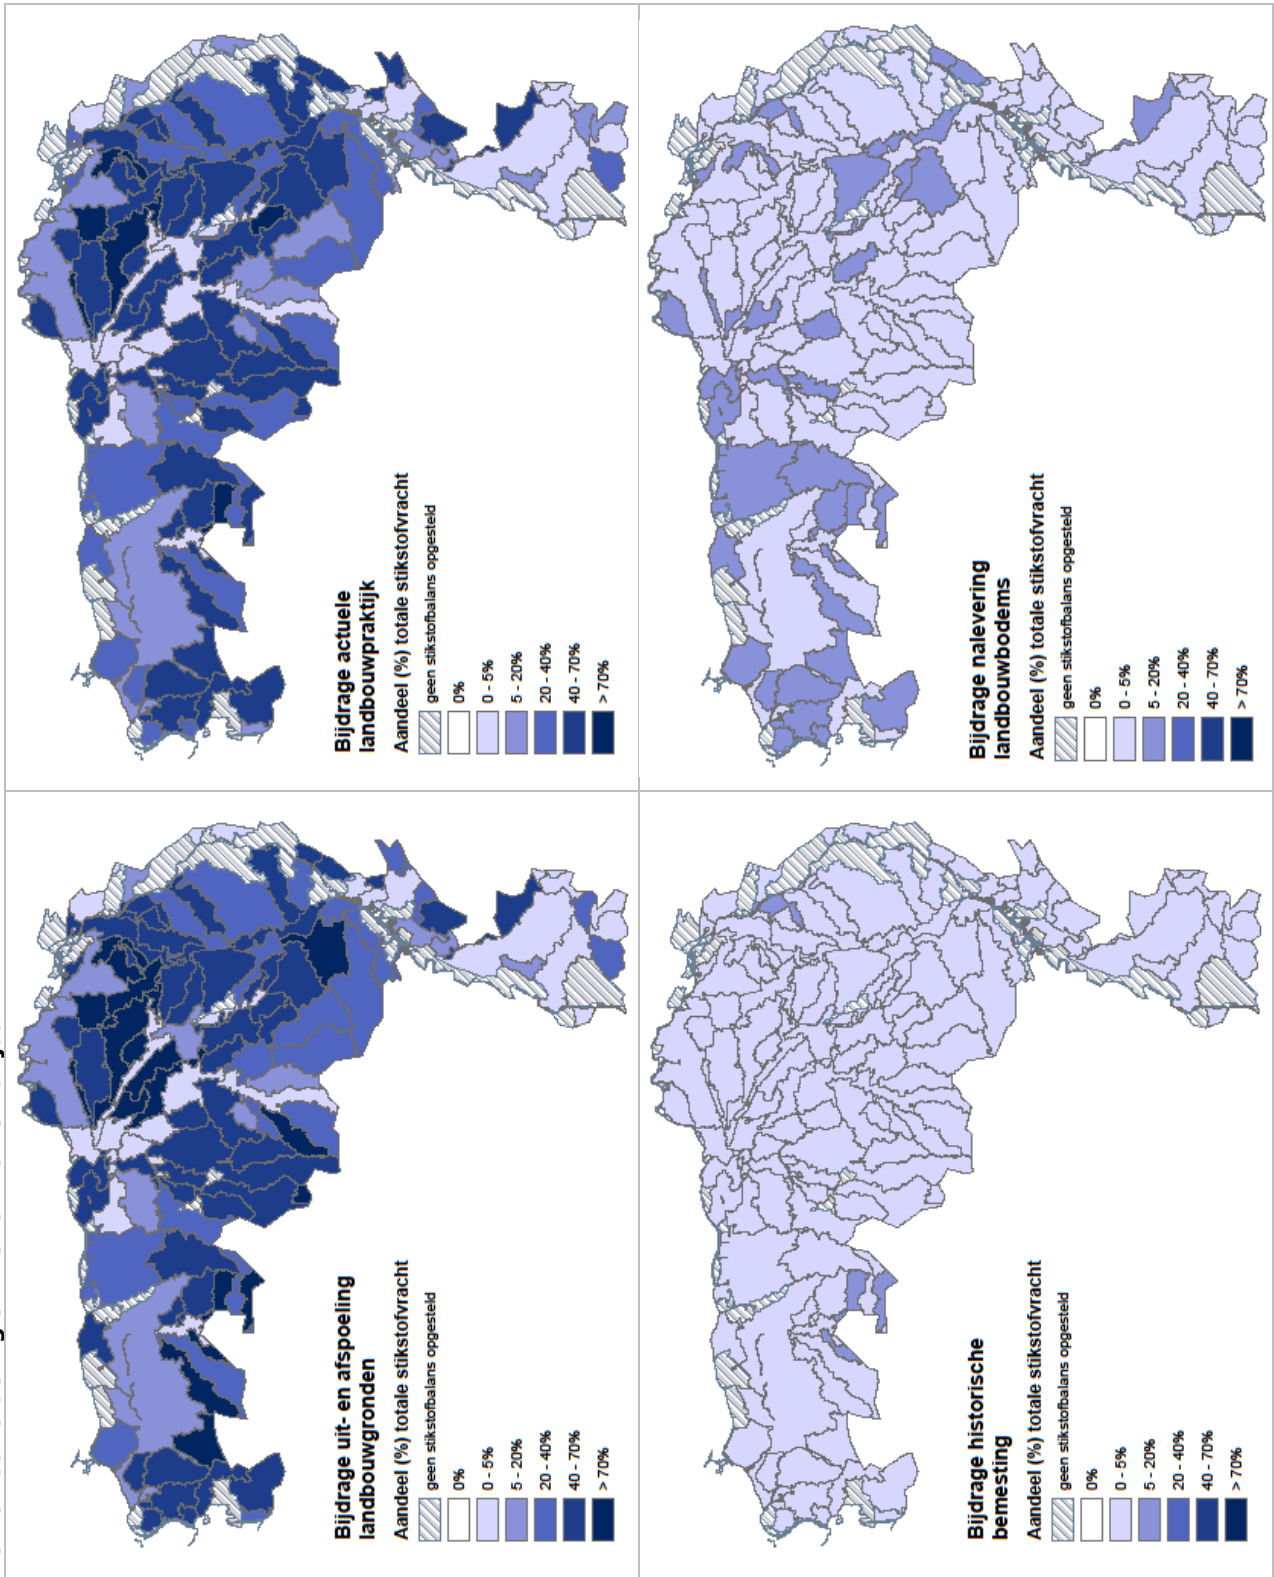 Bijdrage uit- en afspoeling
landbouwgronden
Aandeel (%) totale stikstofvracht
geen stikstofbalans opgesteld
0%
0 - 5%
5 - 20%
20 - 40%
40 - 70%
> 70%
Bijdrage actuele
landbouwpraktijk
Aandeel (%) totale stikstofvracht
geen stikstofbalans opgesteld
0%
0 - 5%
5 - 20%
20 - 40%
40 - 70%
> 70%
Bijdrage historische
bemesting
Aandeel (%) totale stikstofvracht
geen stikstofbalans opgesteld
0%
0 - 5%
5 - 20%
20 - 40%
40 - 70%
> 70%
Bijdrage nalevering
landbouwbodems
Aandeel (%) totale stikstofvracht
geen stikstofbalans opgesteld
0%
0 - 5%
5 - 20%
20 - 40%
40 - 70%
> 70%